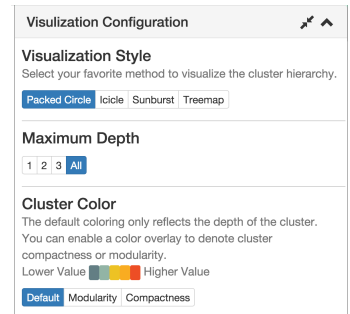 Visulization Configuration
Visualization Style
Select your favorite method to visualize the cluster hierarchy.
Packed Circle Icicle Sunburst Treemap
Maximum Depth
1 2 3 All
Cluster Color
The default coloring only reflects the depth of the cluster.
You can enable a color overlay to denote cluster
compactness or modularity.
Lower Value Higher Value
Default Modularity Compactness